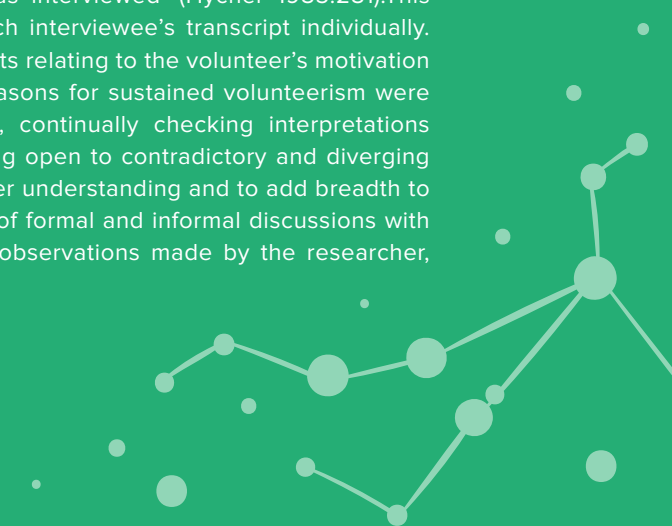 interviewed (Hycner
ch interviewee's transcript individually.
ts relating to the volunteer's motivation
asons for sustained volunteerism were
, continually checking interpretations
g open to contradictory and diverging
er understanding and to add breadth to
of formal and informal discussions with
observations made by the researcher,